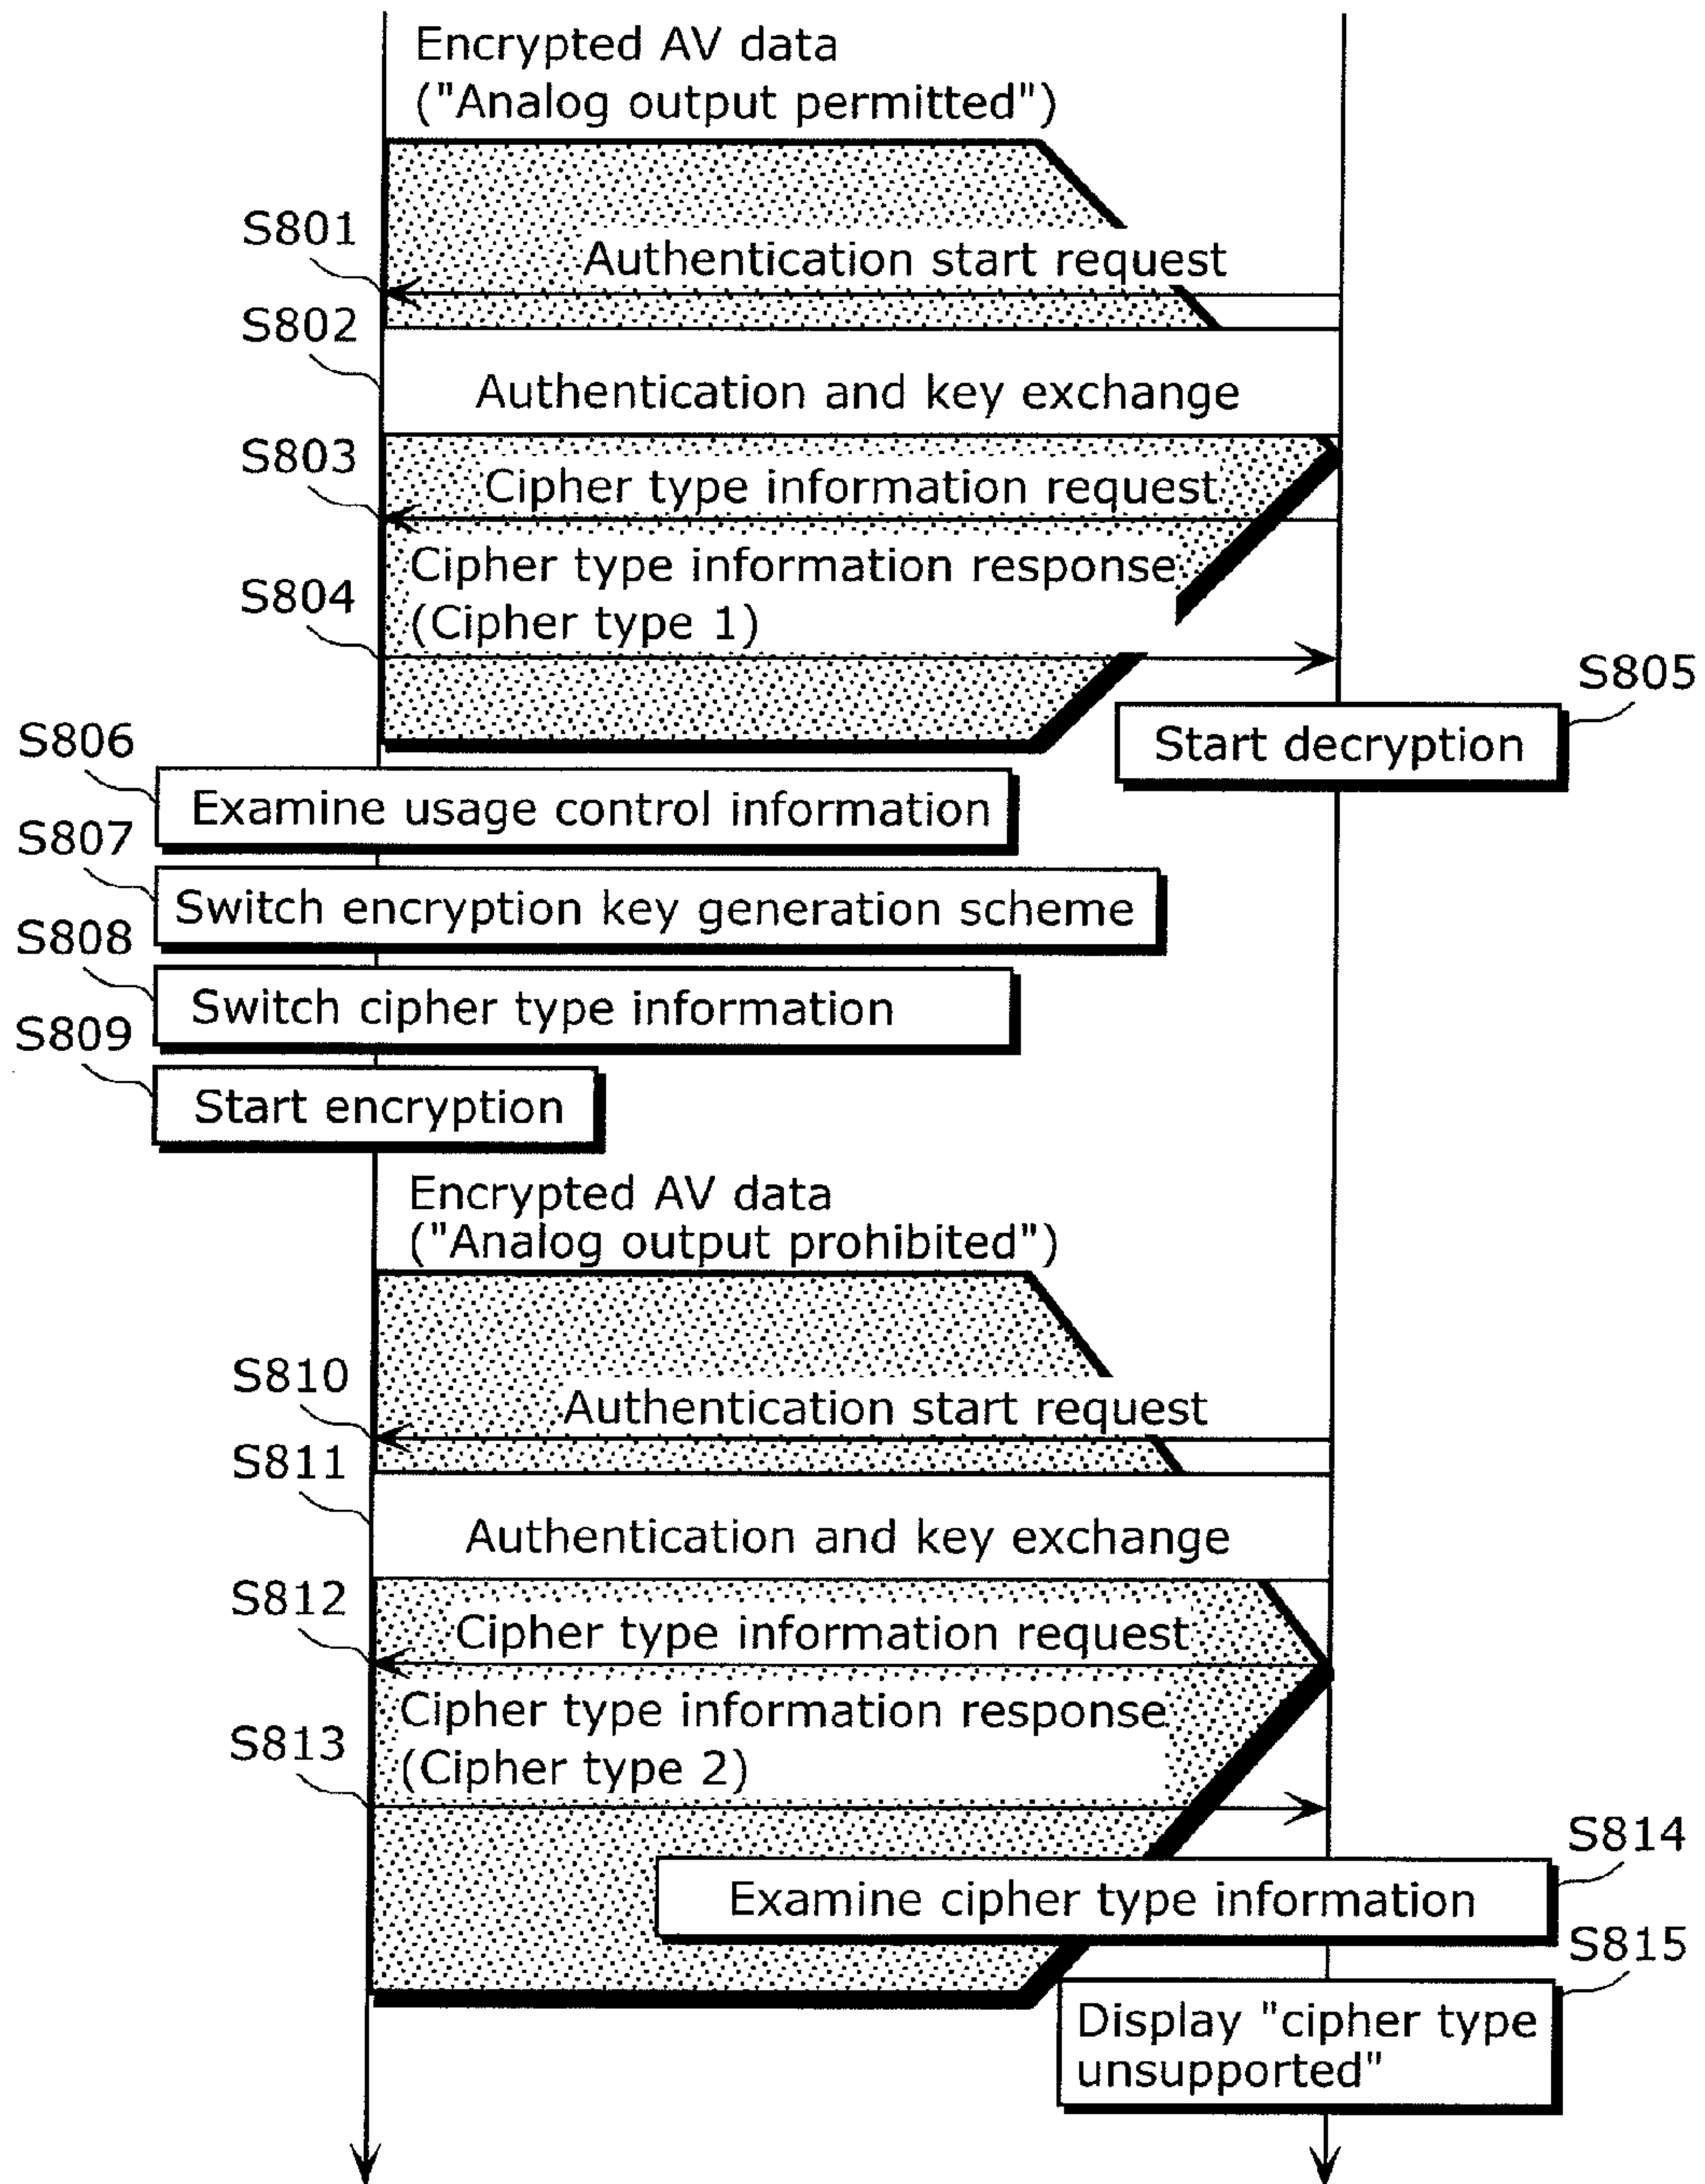 Encrypted AV data
("Analog output permitted")
S801
Authentication start request
S802
Authentication and key exchange
S803
Cipher type information request
Cipher type information response
S804
(Cipher type 1)
S805
Start decryption
S806
Examine usage control information
S807
Switch encryption key generation scheme
S808
Switch cipher type information
S809
Start encryption
Encrypted AV data
("Analog output prohibited")
S810
Authentication start request
S811
Authentication and key exchange
S812
Cipher type information request
Cipher type information response
S813
(Cipher type 2)
S814
Examine cipher type information
S815
Display "cipher type
unsupported"